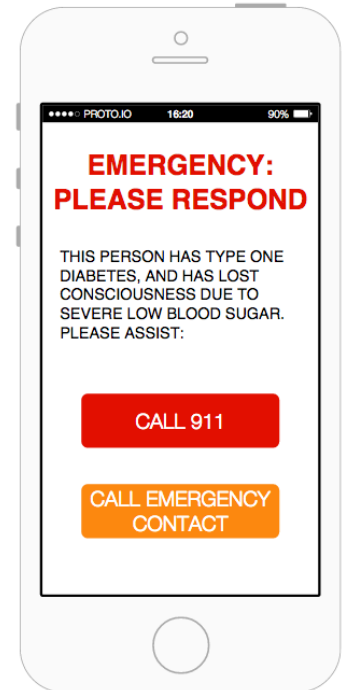 PROTO.IO 16:20 90%
EMERGENCY:
PLEASE RESPOND
THIS PERSON HAS TYPE ONE
DIABETES, AND HAS LOST
CONSCIOUSNESS DUE TO
SEVERE LOW BLOOD SUGAR.
PLEASE ASSIST:
CALL 911
CALL EMERGENCY
CONTACT